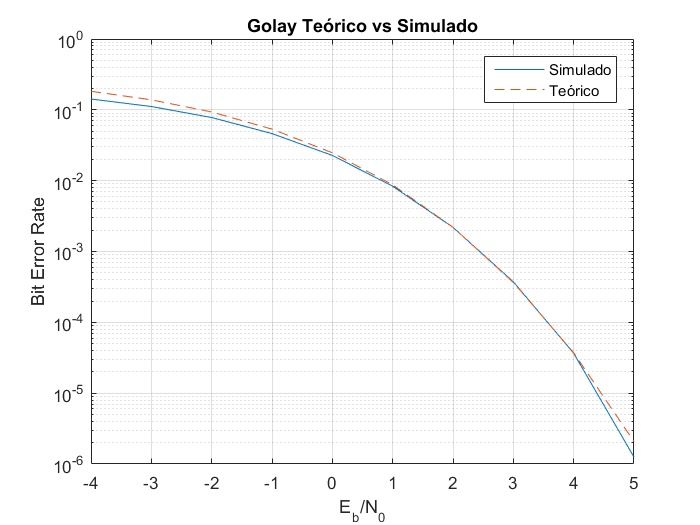 Golay Teórico vs Simulado
Simulado
Teórico
10^0
10^-1
10^-2
10^-3
10^-4
10^-5
10^-6
Bit Error Rate
-4 -3 -2 -1 0 1 2 3 4 5
E_b/N_0